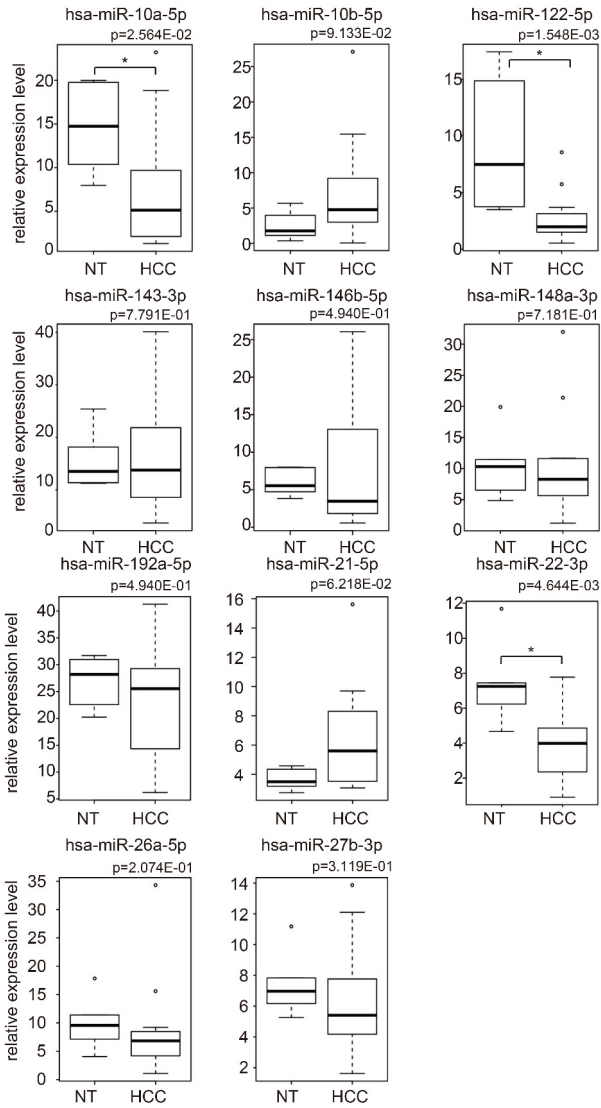 hsa-miR-10a-5p
p=2.564E-02
relative expression level
20
15
10
5
0
*
NT HCC
hsa-miR-10b-5p
p=9.133E-02
25
20
15
10
5
0
NT HCC
hsa-miR-122-5p
p=1.548E-03
15
10
5
0
*
NT HCC
hsa-miR-143-3p
p=7.791E-01
relative expression level
40
30
20
10
0
NT HCC
hsa-miR-146b-5p
p=4.940E-01
25
20
15
10
5
0
NT HCC
hsa-miR-148a-3p
p=7.181E-01
30
25
20
15
10
5
0
NT HCC
hsa-miR-192a-5p
p=4.940E-01
relative expression level
40
35
30
25
20
15
10
5
NT HCC
hsa-miR-21-5p
p=6.218E-02
16
14
12
10
8
6
4
NT HCC
hsa-miR-22-3p
p=4.644E-03
12
8
8
6
4
2
*
NT HCC
hsa-miR-26a-5p
p=2.074E-01
relative expression level
35
30
25
20
15
10
5
0
NT HCC
hsa-miR-27b-3p
p=3.119E-01
14
12
8
8
6
4
2
NT HCC